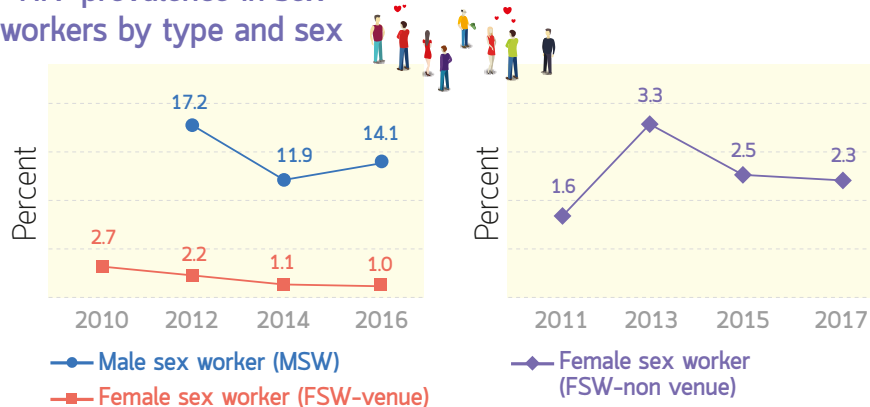 workers by type and sex
Percent
17.2
11.9
14.1
2.7
2.2
1.1
1.0
2010 2012 2014 2016
Male sex worker (MSW)
Female sex worker (FSW-venue)
Percent
1.6
3.3
2.5
2.3
2011 2013 2015 2017
Female sex worker
(FSW-non venue)